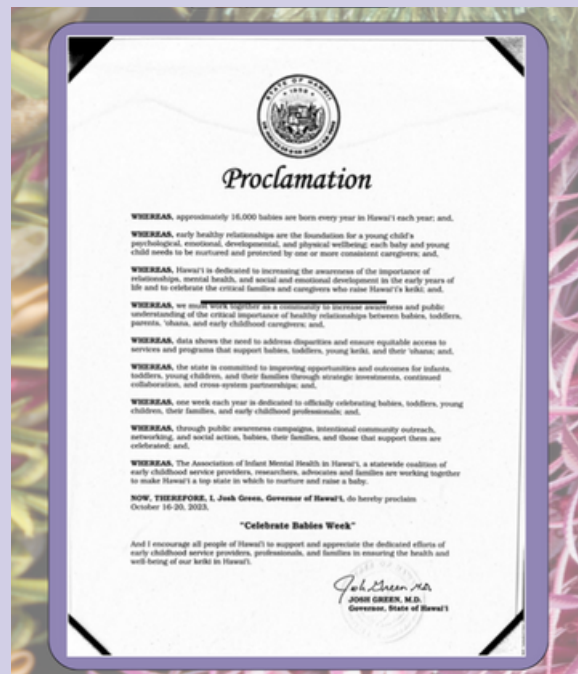 STATE OF HAWAII
1959
Proclamation
WHEREAS, approximately 16,000 babies are born every year in Hawai'i each year; and,
WHEREAS, early healthy relationships are the foundation for a young child's
psychological, emotional, developmental, and physical wellbeing; each baby and young
child needs to be nurtured and protected by one or more consistent caregivers; and,
WHEREAS, Hawai'i is dedicated to increasing the awareness of the importance of
relationships, mental health, and social and emotional development in the early years of
life and to celebrate the critical families and caregivers who raise Hawai'i's keiki; and,
WHEREAS, we must work together as a community to increase awareness and public
understanding of the critical importance of healthy relationships between babies, toddlers,
parents, 'ohana, and early childhood caregivers; and,
WHEREAS, data shows the need to address disparities and ensure equitable access to
services and programs that support babies, toddlers, young keiki, and their 'ohana; and,
WHEREAS, the state is committed to improving opportunities and outcomes for infants,
toddlers, young children, and their families through strategic investments, continued
collaboration, and cross-system partnerships; and,
WHEREAS, one week each year is dedicated to officially celebrating babies, toddlers, young
children, their families, and early childhood professionals; and,
WHEREAS, through public awareness campaigns, intentional community outreach,
networking, and social action, babies, their families, and those that support them are
celebrated; and,
WHEREAS, The Association of Infant Mental Health in Hawai'i, a statewide coalition of
early childhood service providers, researchers, advocates and families are working together
to make Hawai'i a top state in which to nurture and raise a baby.
NOW, THEREFORE, I, Josh Green, Governor of Hawai'i, do hereby proclaim
October 16-20, 2023,
"Celebrate Babies Week"
And I encourage all people of Hawai'i to support and appreciate the dedicated efforts of
early childhood service providers, professionals, and families in ensuring the health and
well-being of our keiki in Hawai'i.
Josh Green M.D.
JOSH GREEN, M.D.
Governor, State of Hawai'i